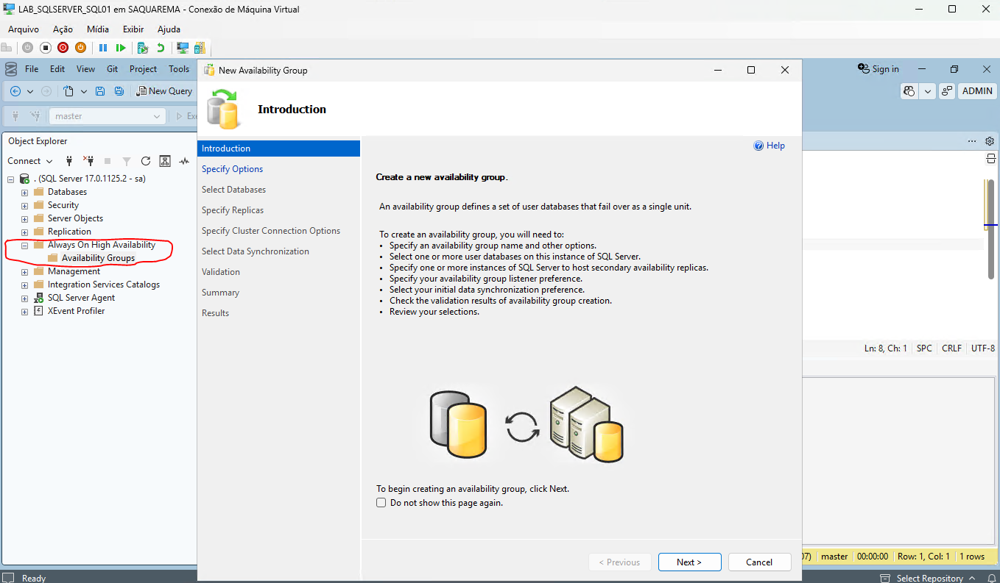 LAB_SQLSERVER_SQL01 em SAQUAREMA - Conexão de Máquina Virtual
Arquivo Ação Mídia Exibir Ajuda
File Edit View Git Project Tools
Sign in
New Query
ADMIN
master
Exe
Object Explorer
Connect
. (SQL Server 17.0.1125.2 - sa)
Databases
Security
Server Objects
Replication
Always On High Availability
Availability Groups
Management
Integration Services Catalogs
SQL Server Agent
XEvent Profiler
New Availability Group
Introduction
Introduction
Specify Options
Select Databases
Specify Replicas
Specify Cluster Connection Options
Select Data Synchronization
Validation
Summary
Results
Help
Create a new availability group.
An availability group defines a set of user databases that fail over as a single unit.
To create an availability group, you will need to:
• Specify an availability group name and other options.
• Select one or more user databases on this instance of SQL Server.
• Specify one or more instances of SQL Server to host secondary availability replicas.
• Specify your availability group listener preference.
• Select your initial data synchronization preference.
• Check the validation results of availability group creation.
• Review your selections.
To begin creating an availability group, click Next.
Do not show this page again.
< Previous Next > Cancel
Ln: 8, Ch: 1 SPC CRLF UTF-8
07) master 00:00:00 Row: 1, Col: 1 1 rows
Ready
Select Repository